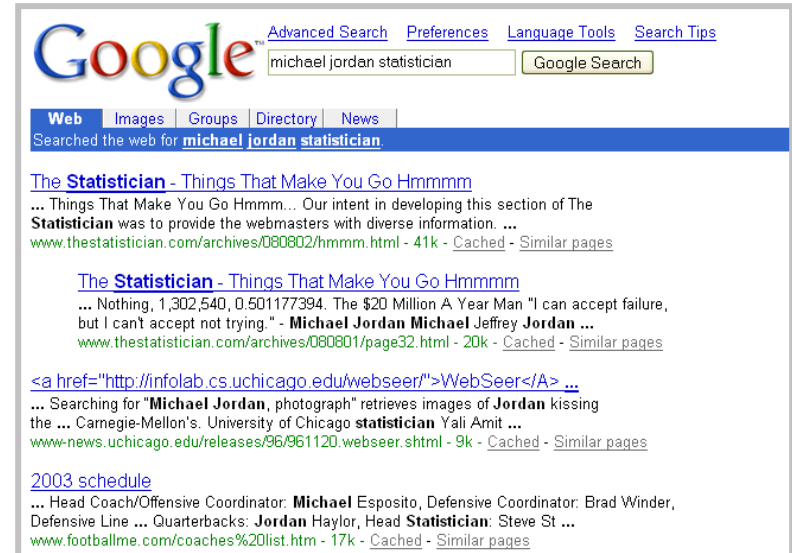 Google™
Advanced Search Preferences Language Tools Search Tips
michael jordan statistician Google Search
Web Images Groups Directory News
Searched the web for michael jordan statistician.
The Statistician - Things That Make You Go Hmmmm
... Things That Make You Go Hmmm... Our intent in developing this section of The
Statistician was to provide the webmasters with diverse information. ...
www.thestatistician.com/archives/080802/hmmm.html - 41k - Cached - Similar pages
The Statistician - Things That Make You Go Hmmmm
... Nothing, 1,302,540, 0.501177394. The $20 Million A Year Man "I can accept failure,
but I can't accept not trying." - Michael Jordan Michael Jeffrey Jordan ...
www.thestatistician.com/archives/080801/page32.html - 20k - Cached - Similar pages
<a href="http://infolab.cs.uchicago.edu/webseer/">WebSeer</A> ...
... Searching for "Michael Jordan, photograph" retrieves images of Jordan kissing
the ... Carnegie-Mellon's. University of Chicago statistician Yali Amit ...
www-news.uchicago.edu/releases/96/961120.webseer.shtml - 9k - Cached - Similar pages
2003 schedule
... Head Coach/Offensive Coordinator: Michael Esposito, Defensive Coordinator: Brad Winder,
Defensive Line ... Quarterbacks: Jordan Haylor, Head Statistician: Steve St ...
www.footballme.com/coaches%20list.htm - 17k - Cached - Similar pages